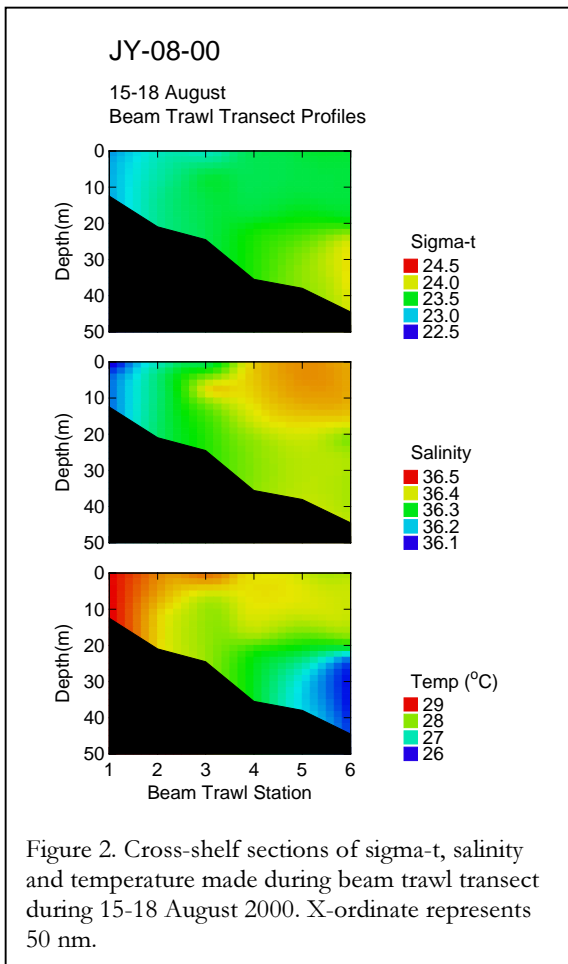 JY-08-00
15-18 August
Beam Trawl Transect Profiles
0
10
20
30
40
50
Depth(m)
Sigma-t
24.5
24.0
23.5
23.0
22.5
0
10
20
30
40
50
Depth(m)
Salinity
36.5
36.4
36.3
36.2
36.1
0
10
20
30
40
50
Depth(m)
Temp (°C)
29
28
27
26
1 2 3 4 5 6
Beam Trawl Station
Figure 2. Cross-shelf sections of sigma-t, salinity
and temperature made during beam trawl transect
during 15-18 August 2000. X-ordinate represents
50 nm.